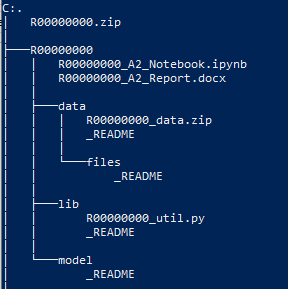 C:.
R00000000.zip
R00000000
R00000000_A2_Notebook.ipynb
R00000000_A2_Report.docx
data
R00000000_data.zip
_README
files
_README
lib
R00000000_util.py
_README
model
_README